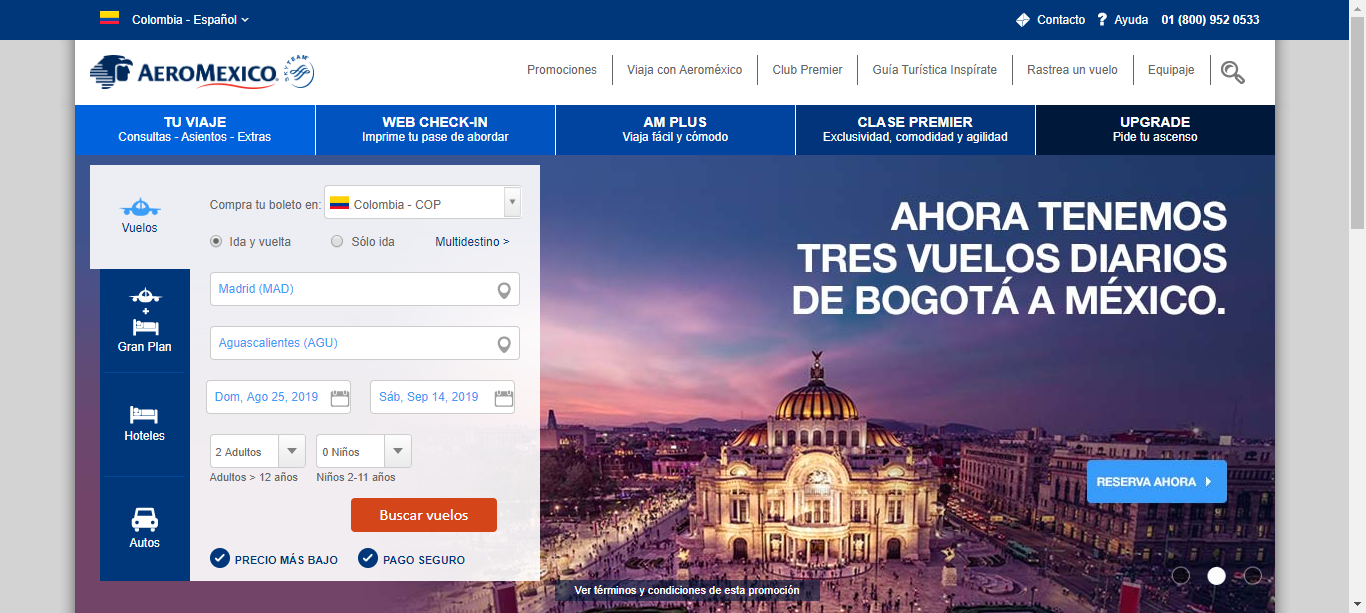 Colombia - Español
Contacto
? Ayuda
01 (800) 952 0533
AEROMEXICO.
SKYTEAM
Promociones
Viaja con Aeroméxico
Club Premier
Guía Turística Inspírate
Rastrea un vuelo
Equipaje
TU VIAJE
Consultas - Asientos - Extras
WEB CHECK-IN
Imprime tu pase de abordar
AM PLUS
Viaja fácil y cómodo
CLASE PREMIER
Exclusividad, comodidad y agilidad
UPGRADE
Pide tu ascenso
Vuelos
+
Gran Plan
Hoteles
Autos
Compra tu boleto en:
Colombia - COP
Ida y vuelta
Sólo ida
Multidestino >
Madrid (MAD)
Aguascalientes (AGU)
Dom, Ago 25, 2019
Sáb, Sep 14, 2019
2 Adultos
0 Niños
Adultos > 12 años
Niños 2-11 años
Buscar vuelos
PRECIO MÁS BAJO
PAGO SEGURO
AHORA TENEMOS
TRES VUELOS DIARIOS
DE BOGOTÁ A MÉXICO.
RESERVA AHORA
Ver términos y condiciones de esta promoción